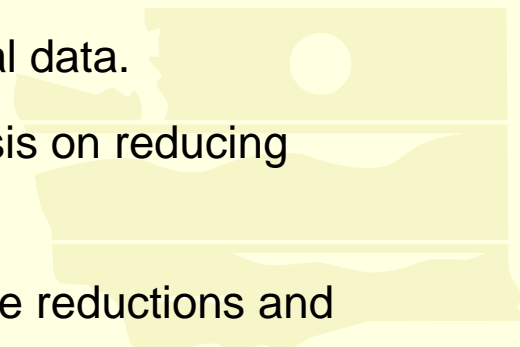 al data.
sis on reducing
e reductions and